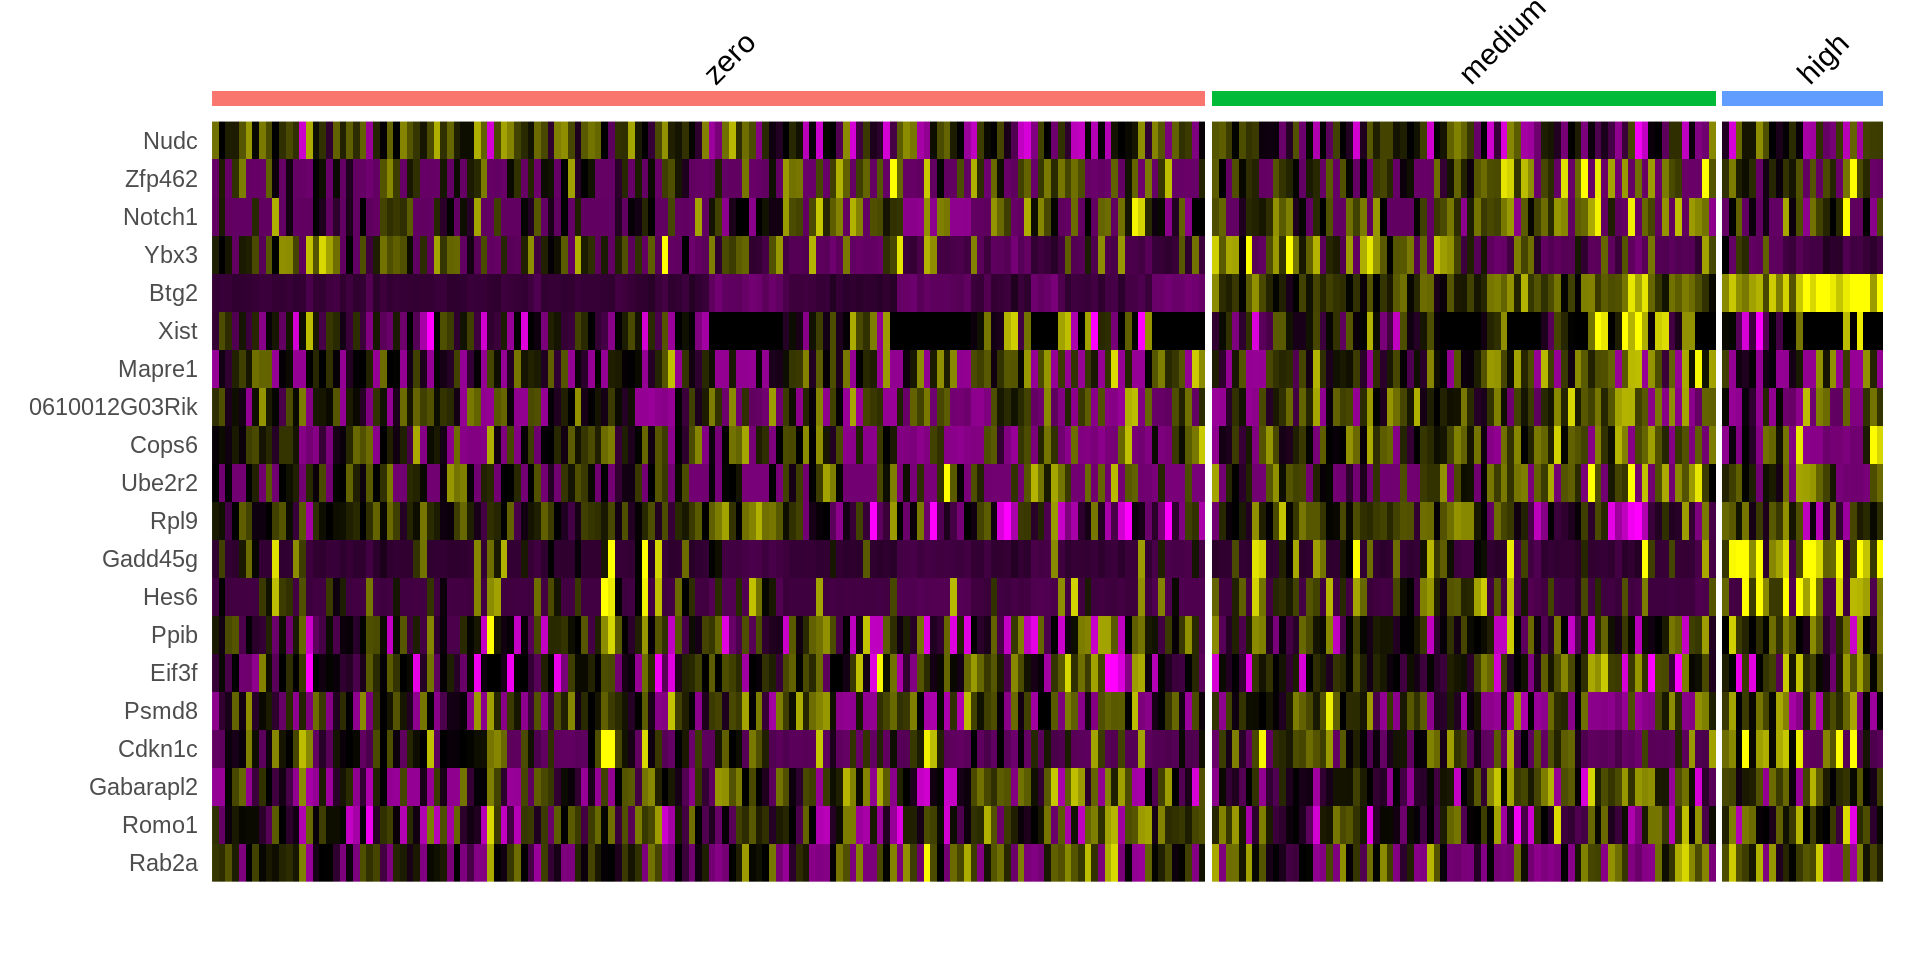 zero
medium
high
Nudc
Zfp462
Notch1
Ybx3
Btg2
Xist
Mapre1
0610012G03Rik
Cops6
Ube2r2
Rpl9
Gadd45g
Hes6
Ppib
Eif3f
Psmd8
Cdkn1c
Gabarapl2
Romo1
Rab2a